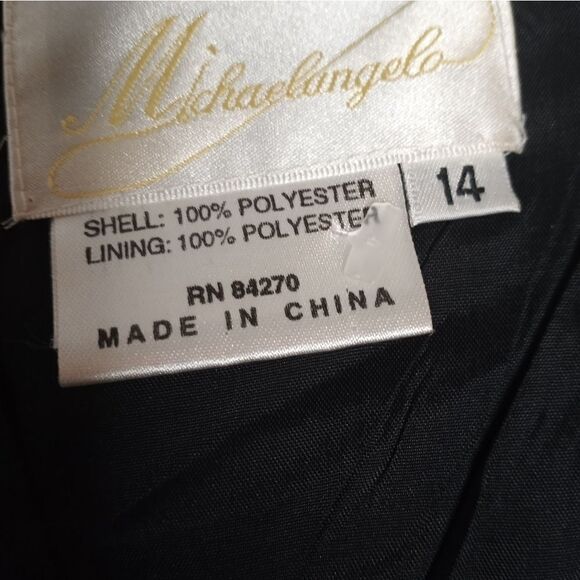 Michaelangelo
14
SHELL: 100% POLYESTER
LINING: 100% POLYESTER
RN 84270
MADE IN CHINA